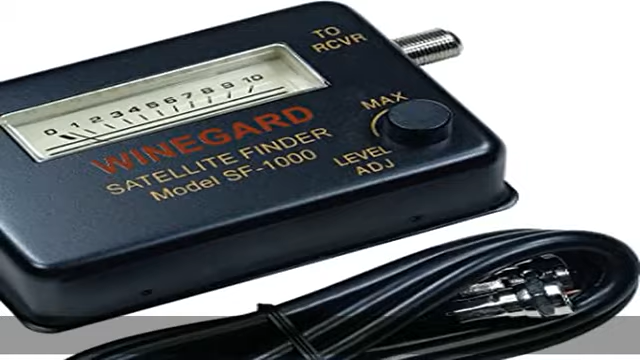 TO
RCVR
0 1 2 3 4 5 6 7 8 9 10
MAX
WINEGARD
SATELLITE FINDER
Model SF-1000
LEVEL
ADJ